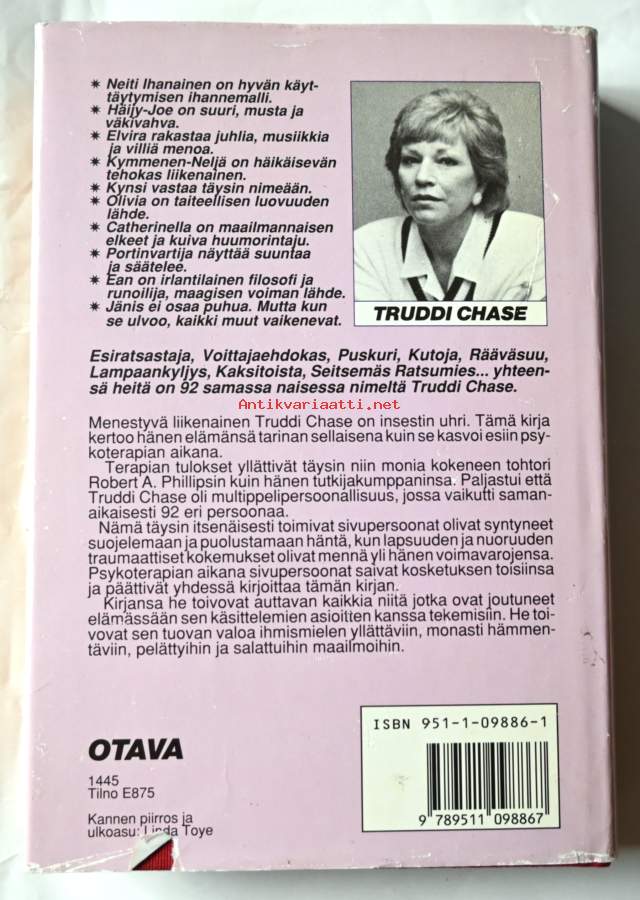 ✷ Neiti Ihanainen on hyvän käyt-
täytymisen ihannemalli.
✷ Häijy-Joe on suuri, musta ja
väkivahva.
✷ Elvira rakastaa juhlia, musiikkia
ja villiä menoa.
✷ Kymmenen-Neljä on häikäisevän
tehokas liikenainen.
✷ Kynsi vastaa täysin nimeään.
✷ Olivia on taiteellisen luovuuden
lähde.
✷ Catherinella on maailmannaisen
elkeet ja kuiva huumorintaju.
✷ Portinvartija näyttää suuntaa
ja säätelee.
✷ Ean on irlantilainen filosofi ja
runoilija, maagisen voiman lähde.
✷ Jänis ei osaa puhua. Mutta kun
se ulvoo, kaikki muut vaikenevat.
TRUDDI CHASE
Esiratsastaja, Voittajaehdokas, Puskuri, Kutoja, Rääväsuu,
Lampaankyljys, Kaksitoista, Seitsemäs Ratsumies... yhteen-
sä heitä on 92 samassa naisessa nimeltä Truddi Chase.
Antikvariaatti.net
Menestyvä liikenainen Truddi Chase on insestin uhri. Tämä kirja
kertoo hänen elämänsä tarinan sellaisena kuin se kasvoi esiin psy-
koterapian aikana.
Terapian tulokset yllättivät täysin niin monia kokeneen tohtori
Robert A. Phillipsin kuin hänen tutkijakumppaninsa. Paljastui että
Truddi Chase oli multippelipersoonallisuus, jossa vaikutti saman-
aikaisesti 92 eri persoonaa.
Nämä täysin itsenäisesti toimivat sivupersoonat olivat syntyneet
suojelemaan ja puolustamaan häntä, kun lapsuuden ja nuoruuden
traumaattiset kokemukset olivat mennä yli hänen voimavarojensa.
Psykoterapian aikana sivupersoonat saivat kosketuksen toisiinsa
ja päättivät yhdessä kirjoittaa tämän kirjan.
Kirjansa he toivovat auttavan kaikkia niitä jotka ovat joutuneet
elämässään sen käsittelemien asioitten kanssa tekemisiin. He toi-
vovat sen tuovan valoa ihmismielen yllättäviin, monasti hämmen-
täviin, pelättyihin ja salattuihin maailmoihin.
OTAVA
1445
Tilno E875
Kannen piirros ja
ulkoasu: Linda Toye
ISBN 951-1-09886-1
9 789511 098867